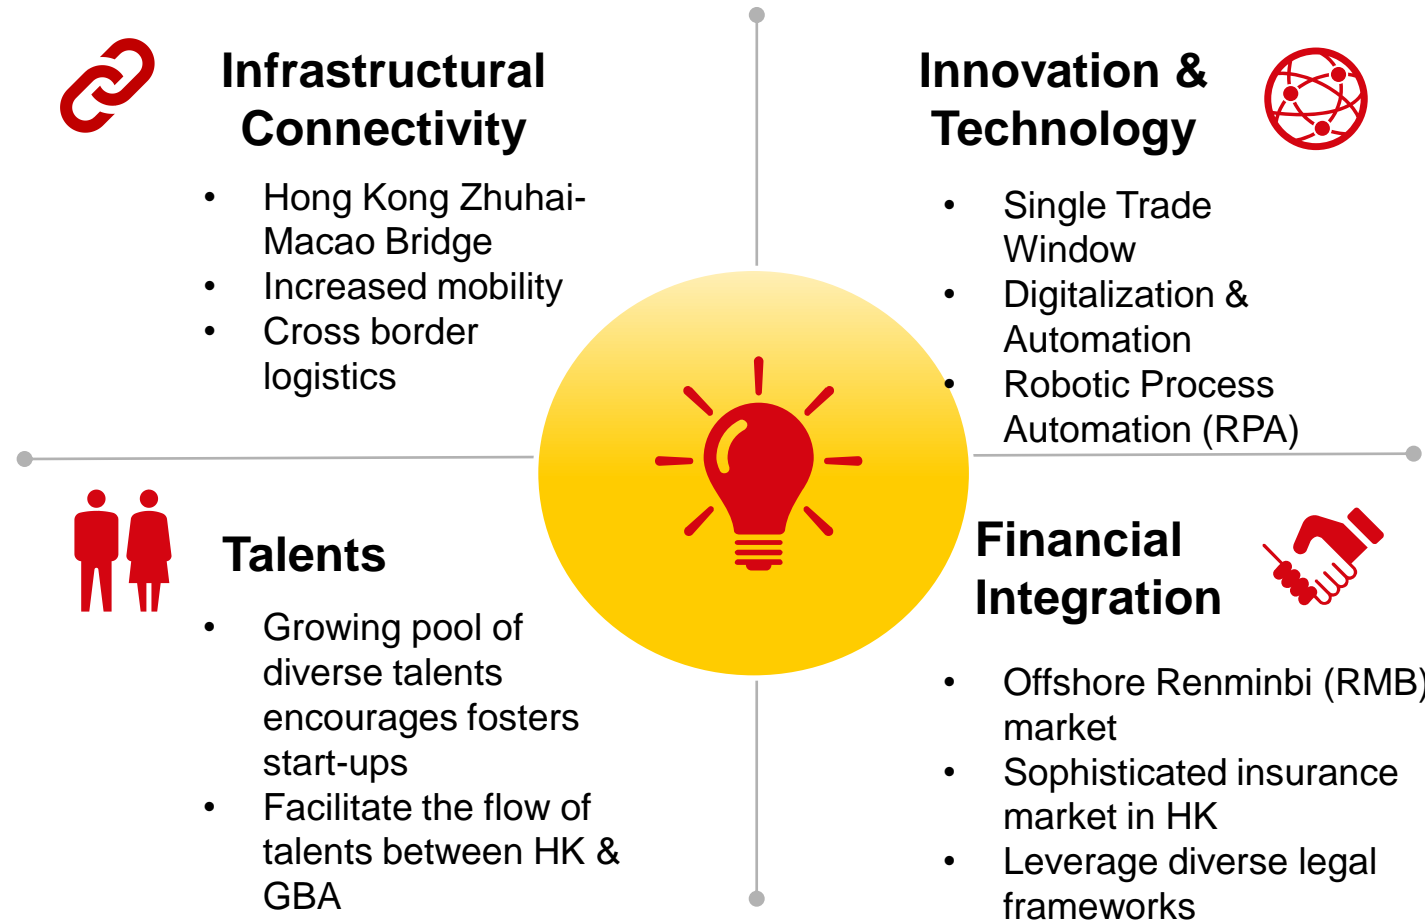 Infrastructural
Connectivity
• Hong Kong Zhuhai-
Macao Bridge
• Increased mobility
• Cross border
logistics
Innovation &
Technology
• Single Trade
Window
• Digitalization &
Automation
• Robotic Process
Automation (RPA)
Talents
• Growing pool of
diverse talents
encourages fosters
start-ups
• Facilitate the flow of
talents between HK &
GBA
Financial
Integration
• Offshore Renminbi (RMB)
market
• Sophisticated insurance
market in HK
• Leverage diverse legal
frameworks